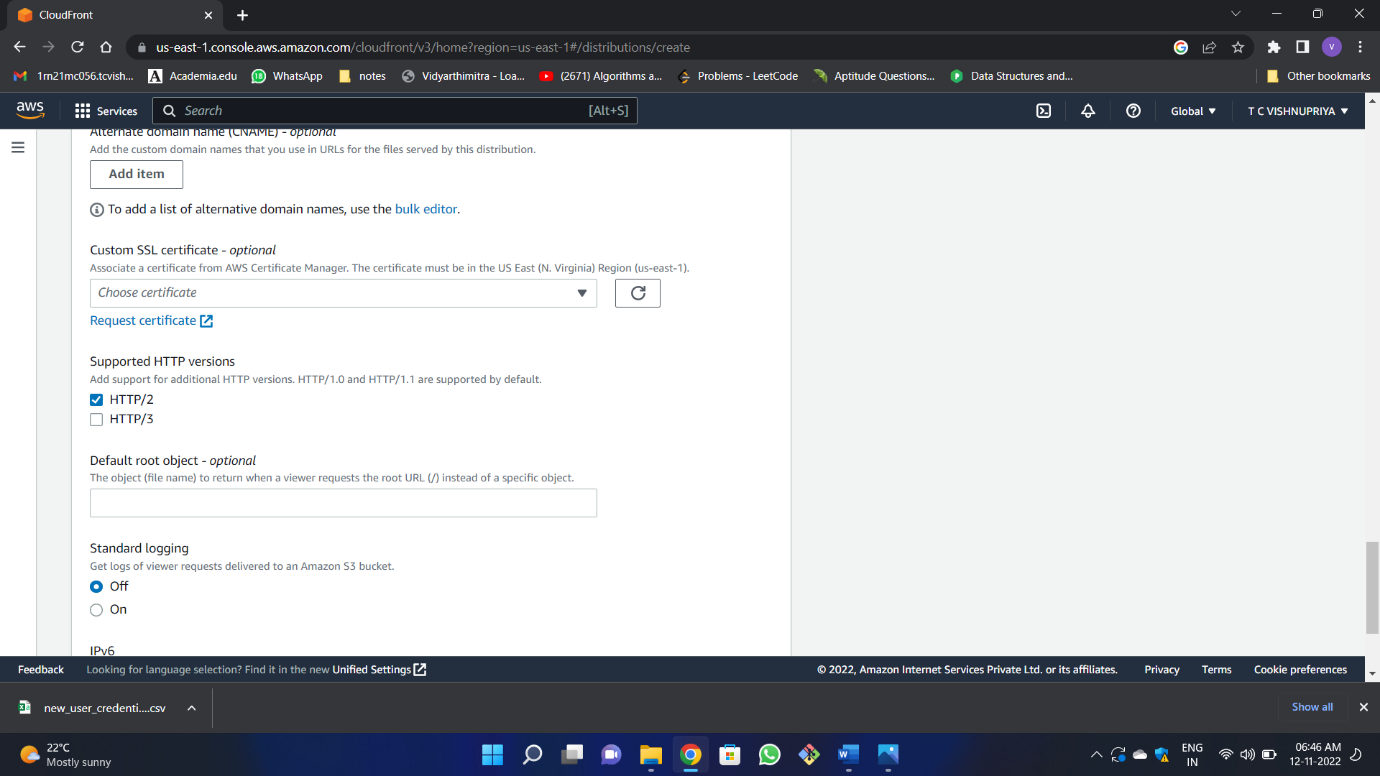 CloudFront
us-east-1.console.aws.amazon.com/cloudfront/v3/home?region=us-east-1#/distributions/create
V
1rn21mc056.tcvish...
Academia.edu
WhatsApp
notes
Vidyarthimitra - Loa...
(2671) Algorithms a...
Problems - LeetCode
Aptitude Questions...
Data Structures and...
Other bookmarks
aws
Services
Search
[Alt+S]
Global
T C VISHNUPRIYA
Alternate domain name (CNAME) - optional
Add the custom domain names that you use in URLs for the files served by this distribution.
Add item
To add a list of alternative domain names, use the bulk editor.
Custom SSL certificate - optional
Associate a certificate from AWS Certificate Manager. The certificate must be in the US East (N. Virginia) Region (us-east-1).
Choose certificate
Request certificate
Supported HTTP versions
Add support for additional HTTP versions. HTTP/1.0 and HTTP/1.1 are supported by default.
HTTP/2
HTTP/3
Default root object - optional
The object (file name) to return when a viewer requests the root URL (/) instead of a specific object.
Standard logging
Get logs of viewer requests delivered to an Amazon S3 bucket.
Off
On
IPv6
Feedback
Looking for language selection? Find it in the new Unified Settings
© 2022, Amazon Internet Services Private Ltd. or its affiliates.
Privacy
Terms
Cookie preferences
new_user_credenti....csv
Show all
22°C
Mostly sunny
ENG
IN
06:46 AM
12-11-2022